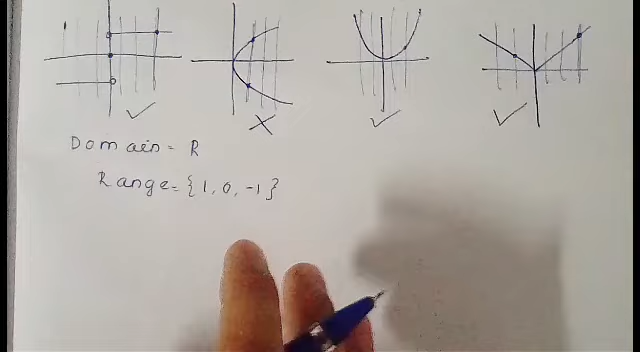 Domain = R
Range = {1, 0, -1}